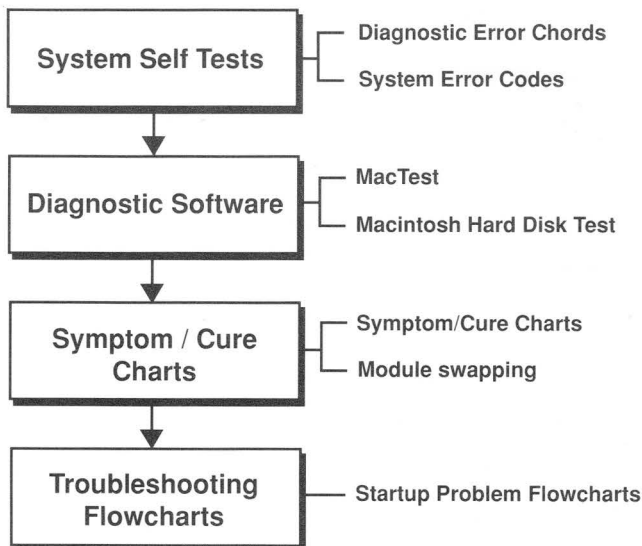 System Self Tests
Diagnostic Error Chords
System Error Codes
Diagnostic Software
MacTest
Macintosh Hard Disk Test
Symptom / Cure
Charts
Symptom/Cure Charts
Module swapping
Troubleshooting
Flowcharts
Startup Problem Flowcharts